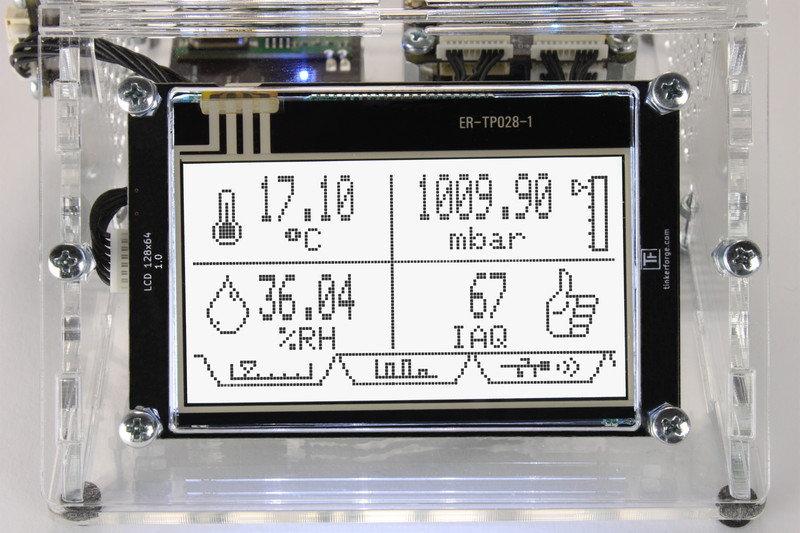 ER-TP028-1
17.10
°C
1009.90
mbar
36.04
%RH
67
IAQ
LCD 128x64
1.0
TF
tinkerforge.com